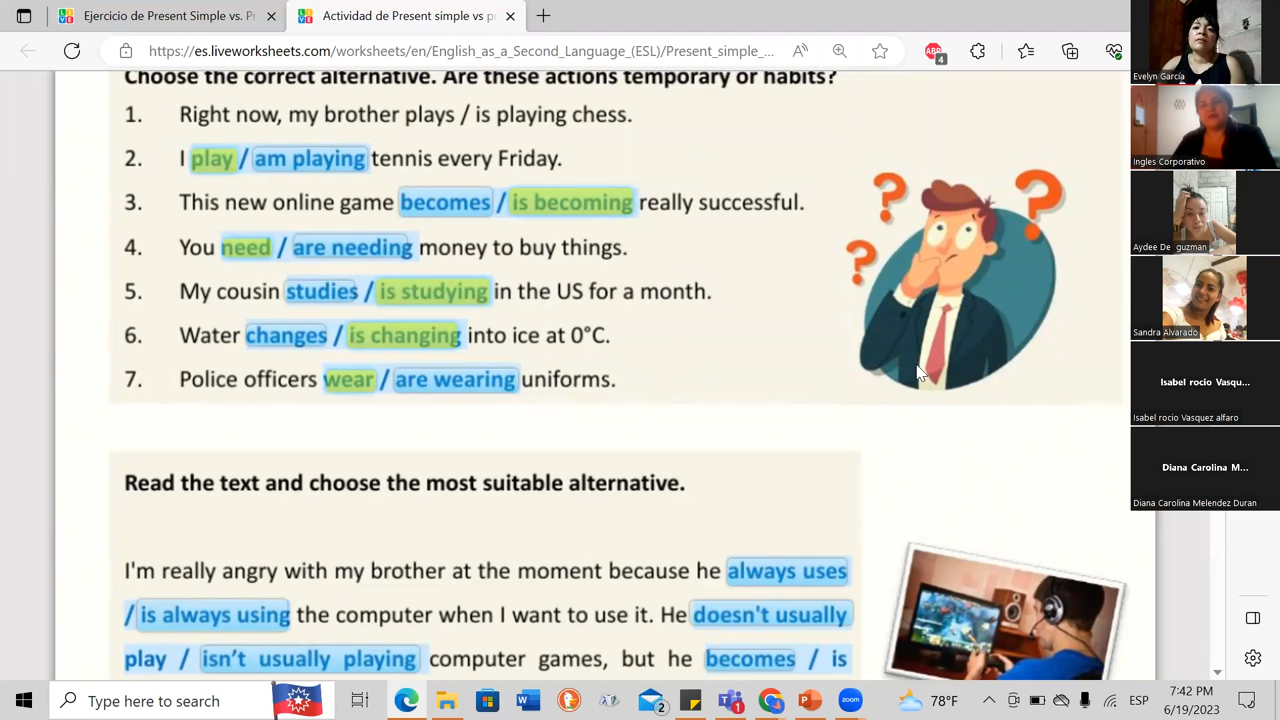 Ejercicio de Present simple vs.
Actividad de Present simple vs p
https://es.liveworksheets.com/worksheets/en/English_as_a_Second_Language_(ESL)/Present_simple_...
ABP
4
Choose the correct alternative. Are these actions temporary or habits?
1. Right now, my brother plays / is playing chess.
2. I play / am playing tennis every Friday.
3. This new online game becomes / is becoming really successful.
4. You need / are needing money to buy things.
5. My cousin studies / is studying in the US for a month.
6. Water changes / is changing into ice at 0°C.
7. Police officers wear / are wearing uniforms.
? ? ?
Read the text and choose the most suitable alternative.
I'm really angry with my brother at the moment because he always uses
/ is always using the computer when I want to use it. He doesn't usually
play / isn't usually playing computer games, but he becomes / is
Evelyn García
Ingles Corporativo
Aydee De guzman
Sandra Alvarado
Isabel rocio Vasqu...
Isabel rocio Vasquez alfaro
Diana Carolina M...
Diana Carolina Melendez Duran
Type here to search
2
1
78°F
ESP
7:42 PM
6/19/2023